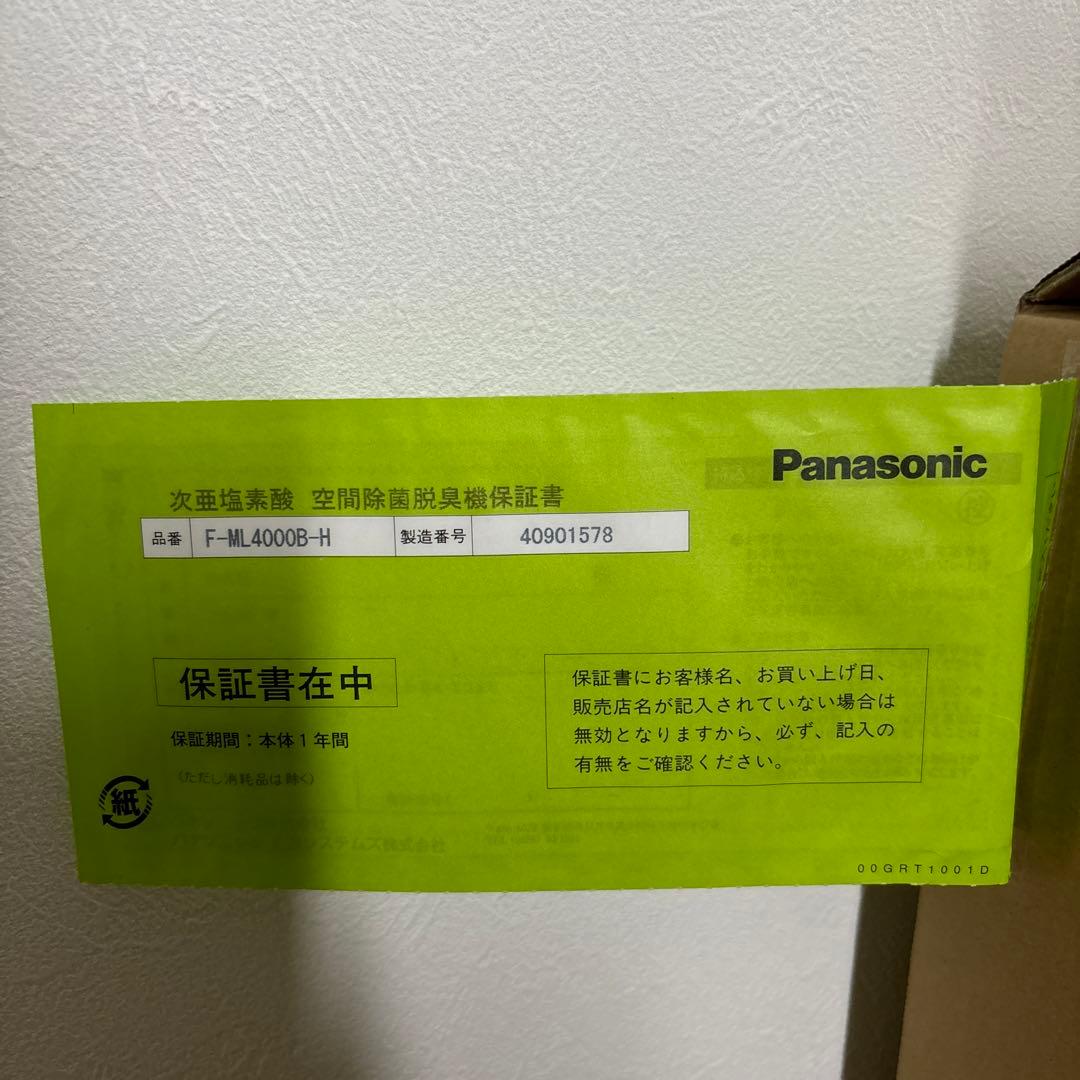 Panasonic
次亜塩素酸 空間除菌脱臭機保証書
品番 F-ML4000B-H 製造番号 40901578
保証書在中
保証期間：本体1年間
(ただし消耗品は除く)
紙
保証書にお客様名、お買い上げ日、
販売店名が記入されていない場合は
無効となりますから、必ず、記入の
有無をご確認ください。
00GRT1001D